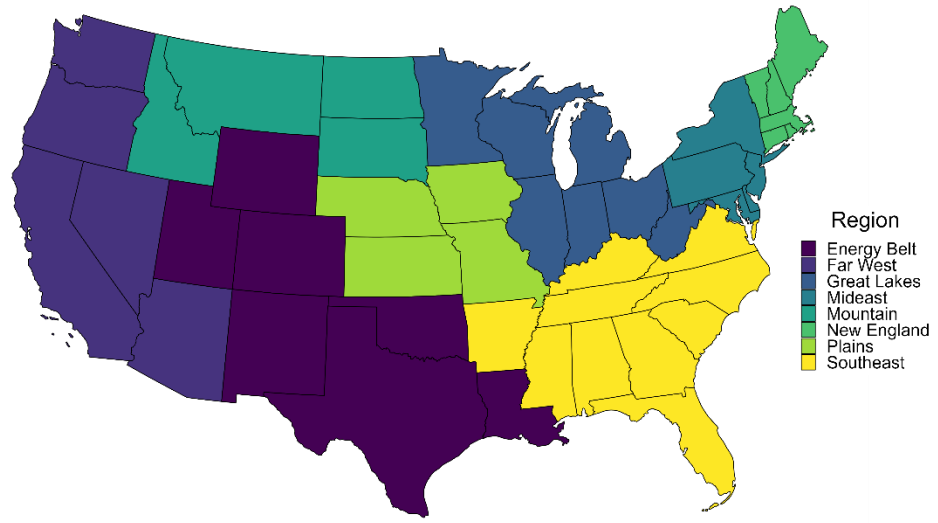 Region
Energy Belt
Far West
Great Lakes
Mideast
Mountain
New England
Plains
Southeast